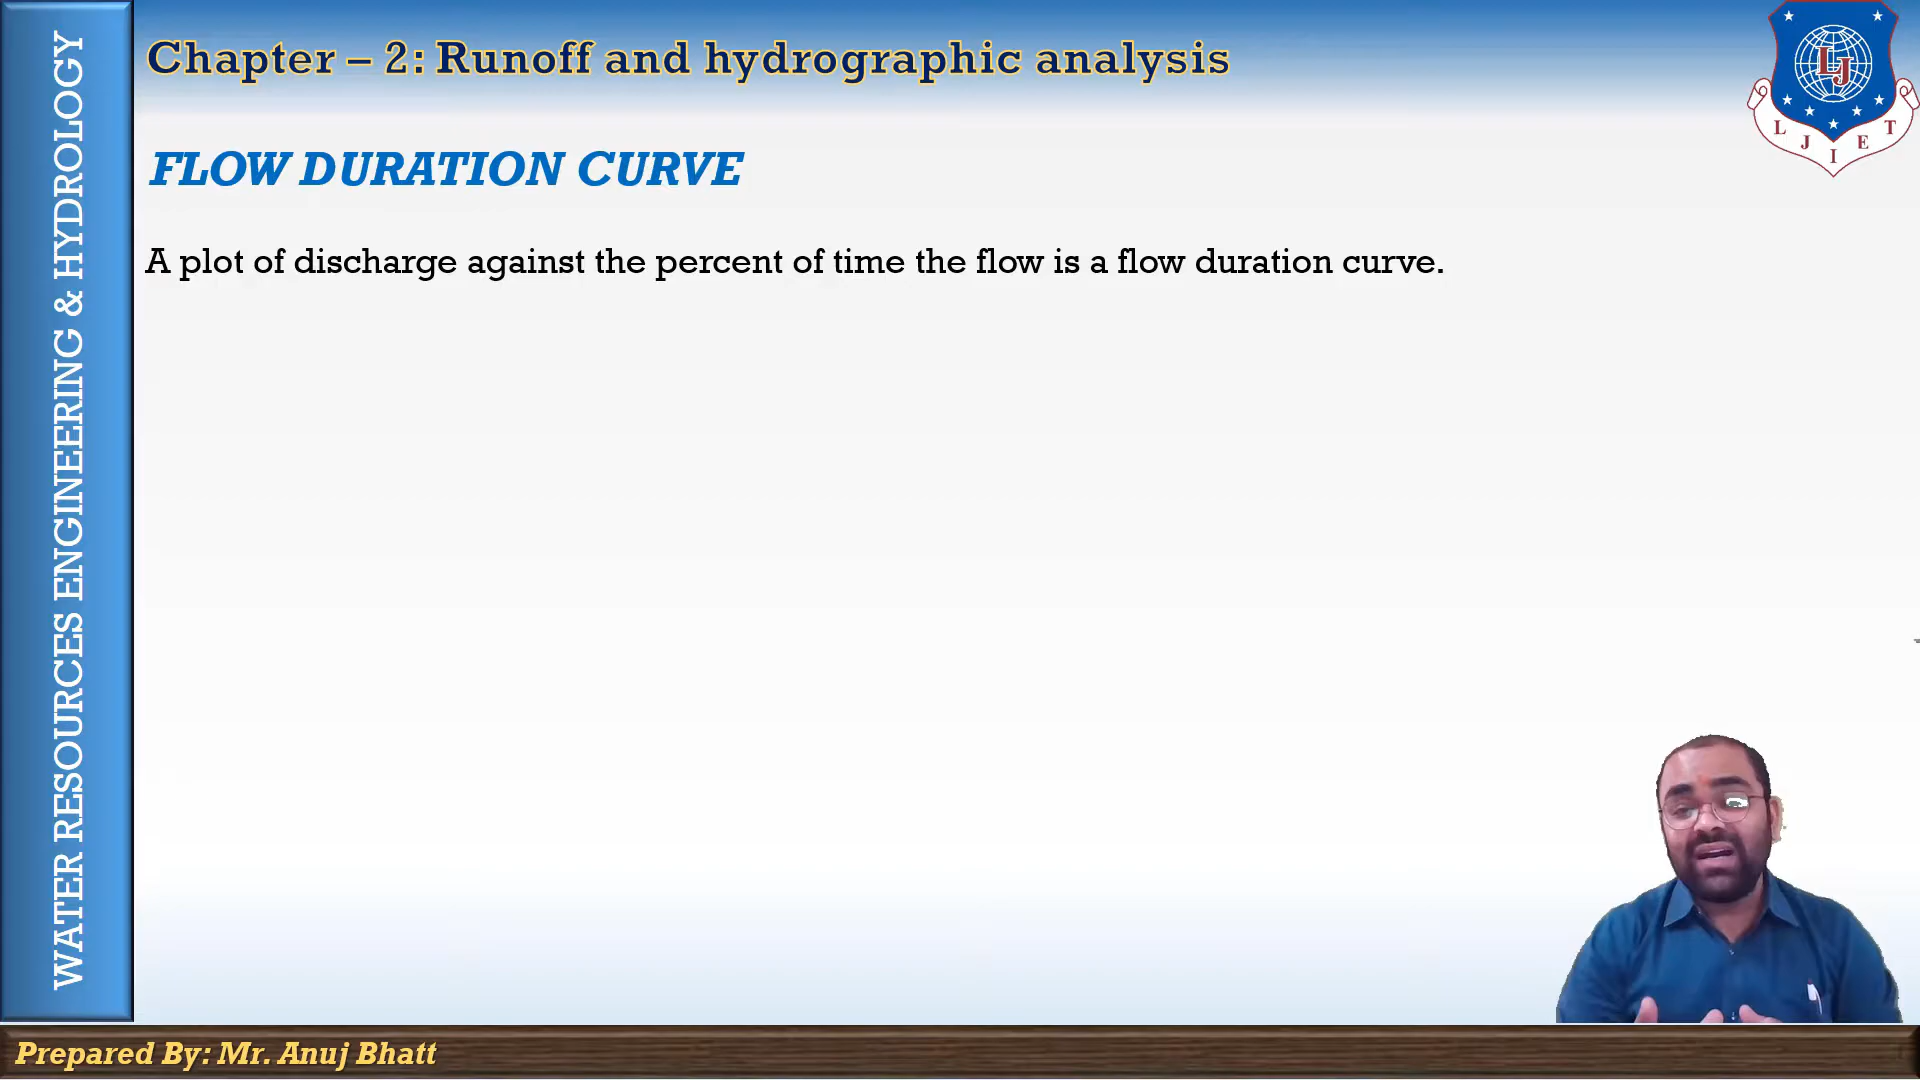 Chapter – 2: Runoff and hydrographic analysis
LJ
L J I E T
FLOW DURATION CURVE
A plot of discharge against the percent of time the flow is a flow duration curve.
WATER RESOURCES ENGINEERING & HYDROLOGY
Prepared By: Mr. Anuj Bhatt